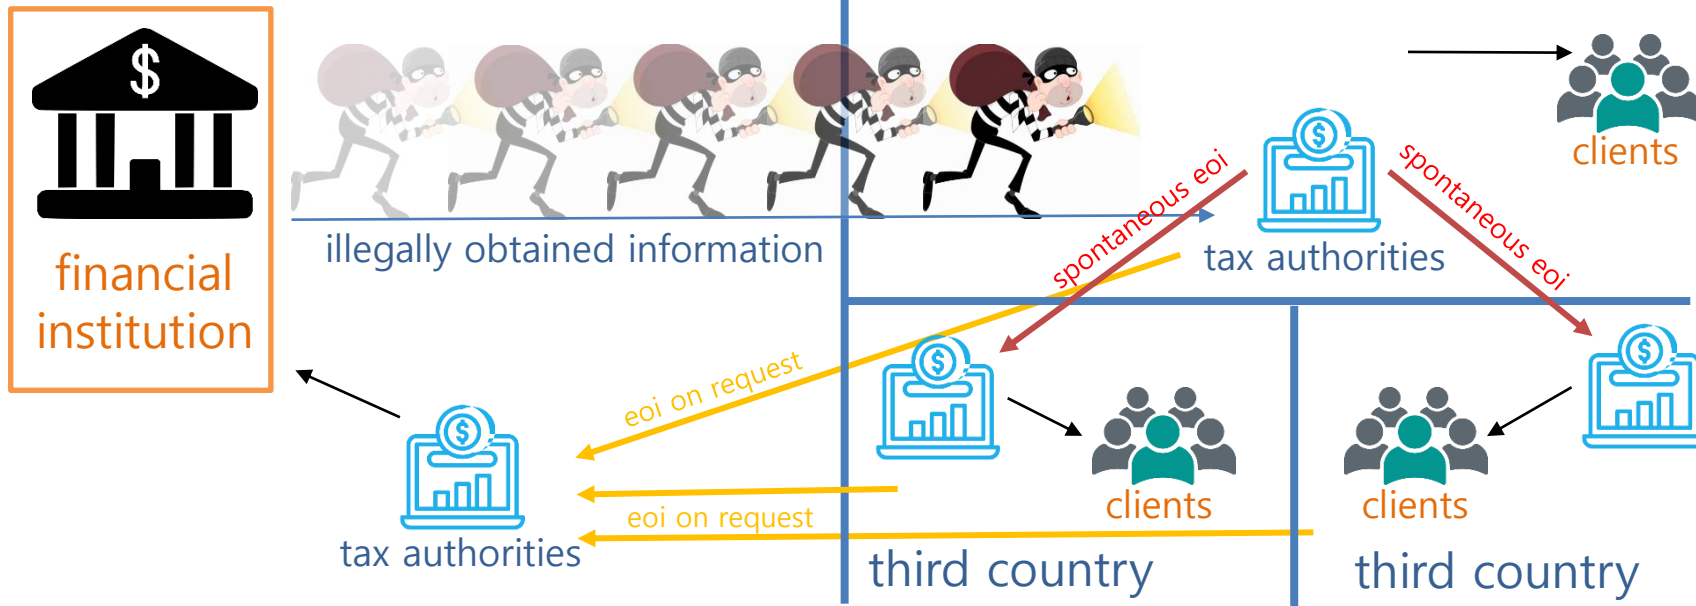 $
financial
institution
illegally obtained information
$
tax authorities
clients
spontaneous eoi
spontaneous eoi
eoi on request
$
tax authorities
eoi on request
$
clients
third country
$
clients
third country